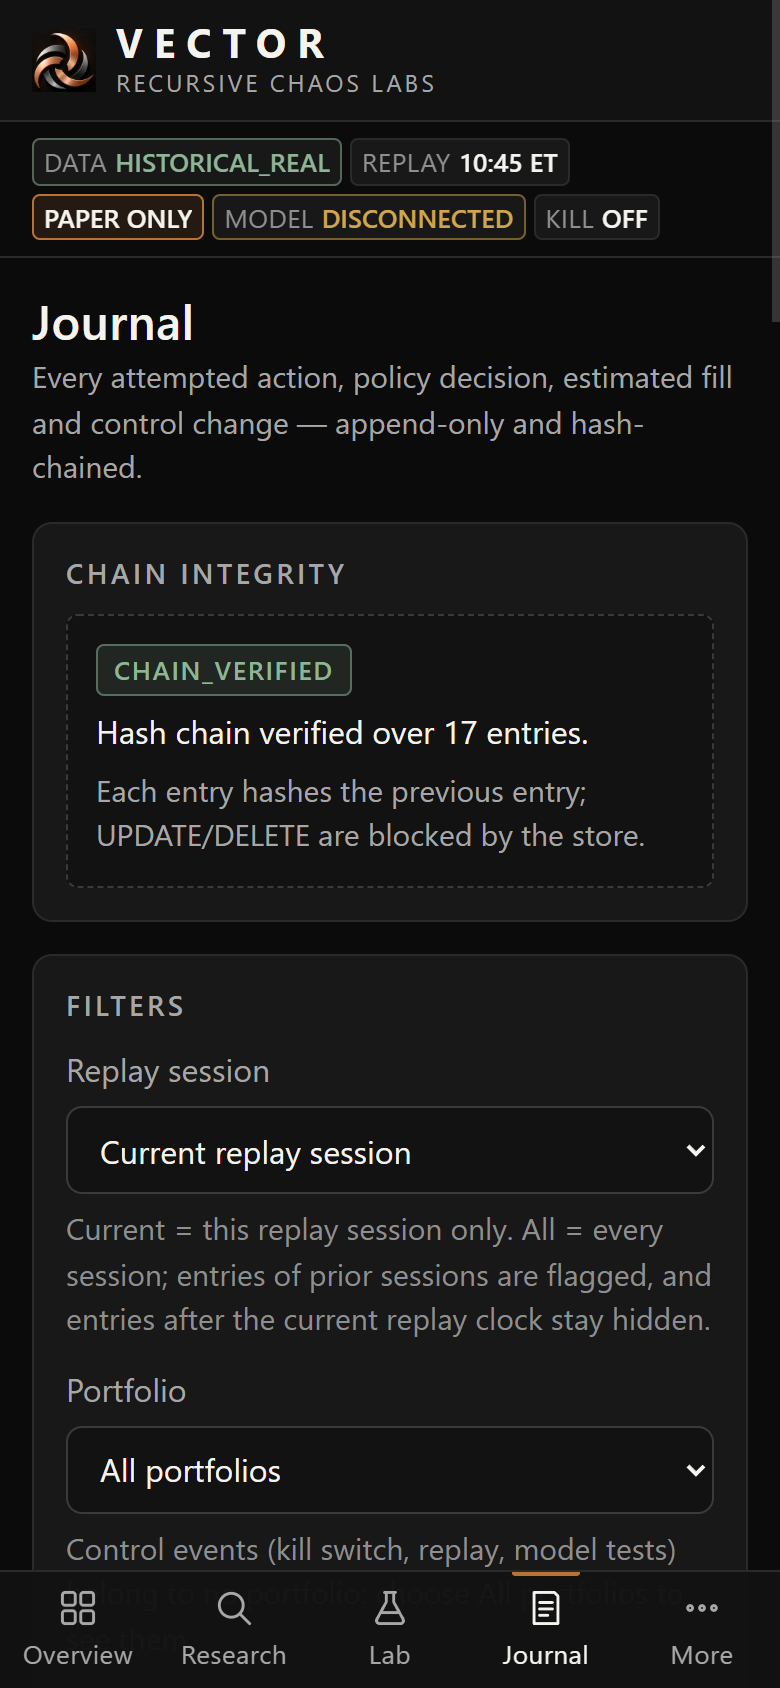 VECTOR
RECURSIVE CHAOS LABS
DATA HISTORICAL_REAL
REPLAY 10:45 ET
PAPER ONLY
MODEL DISCONNECTED
KILL OFF
Journal
Every attempted action, policy decision, estimated fill
and control change — append-only and hash-
chained.
CHAIN INTEGRITY
CHAIN_VERIFIED
Hash chain verified over 17 entries.
Each entry hashes the previous entry;
UPDATE/DELETE are blocked by the store.
FILTERS
Replay session
Current replay session
Current = this replay session only. All = every
session; entries of prior sessions are flagged, and
entries after the current replay clock stay hidden.
Portfolio
All portfolios
Control events (kill switch, replay, model tests)
to
see them
Overview
Research
Lab
Journal
More